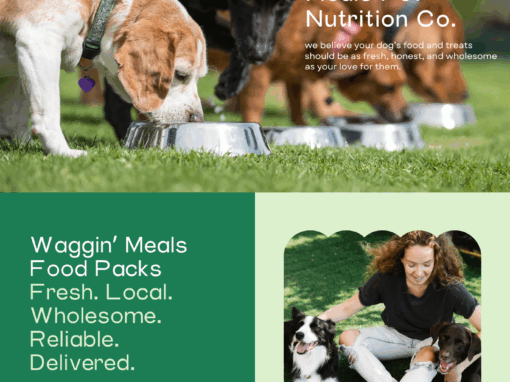 Nutrition Co.
we believe your dog's food and treats
should be as fresh, honest, and wholesome
as your love for them.
Waggin' Meals
Food Packs
Fresh. Local.
Wholesome.
Reliable.
Delivered.